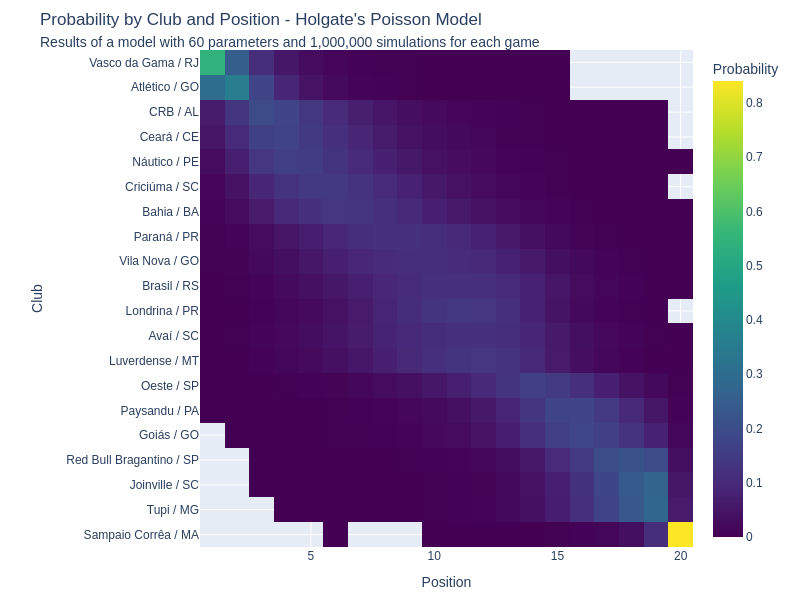 Probability by Club and Position - Holgate's Poisson Model
Results of a model with 60 parameters and 1,000,000 simulations for each game
Probability
Vasco da Gama / RJ
Atlético / GO
CRB / AL
Ceará / CE
Náutico / PE
Criciúma / SC
Bahia / BA
Paraná / PR
Vila Nova / GO
Brasil / RS
Londrina / PR
Avaí / SC
Luverdense / MT
Oeste / SP
Paysandu / PA
Goiás / GO
Red Bull Bragantino / SP
Joinville / SC
Tupi / MG
Sampaio Corrêa / MA
Club
5
10
15
20
Position
0.8
0.7
0.6
0.5
0.4
0.3
0.2
0.1
0